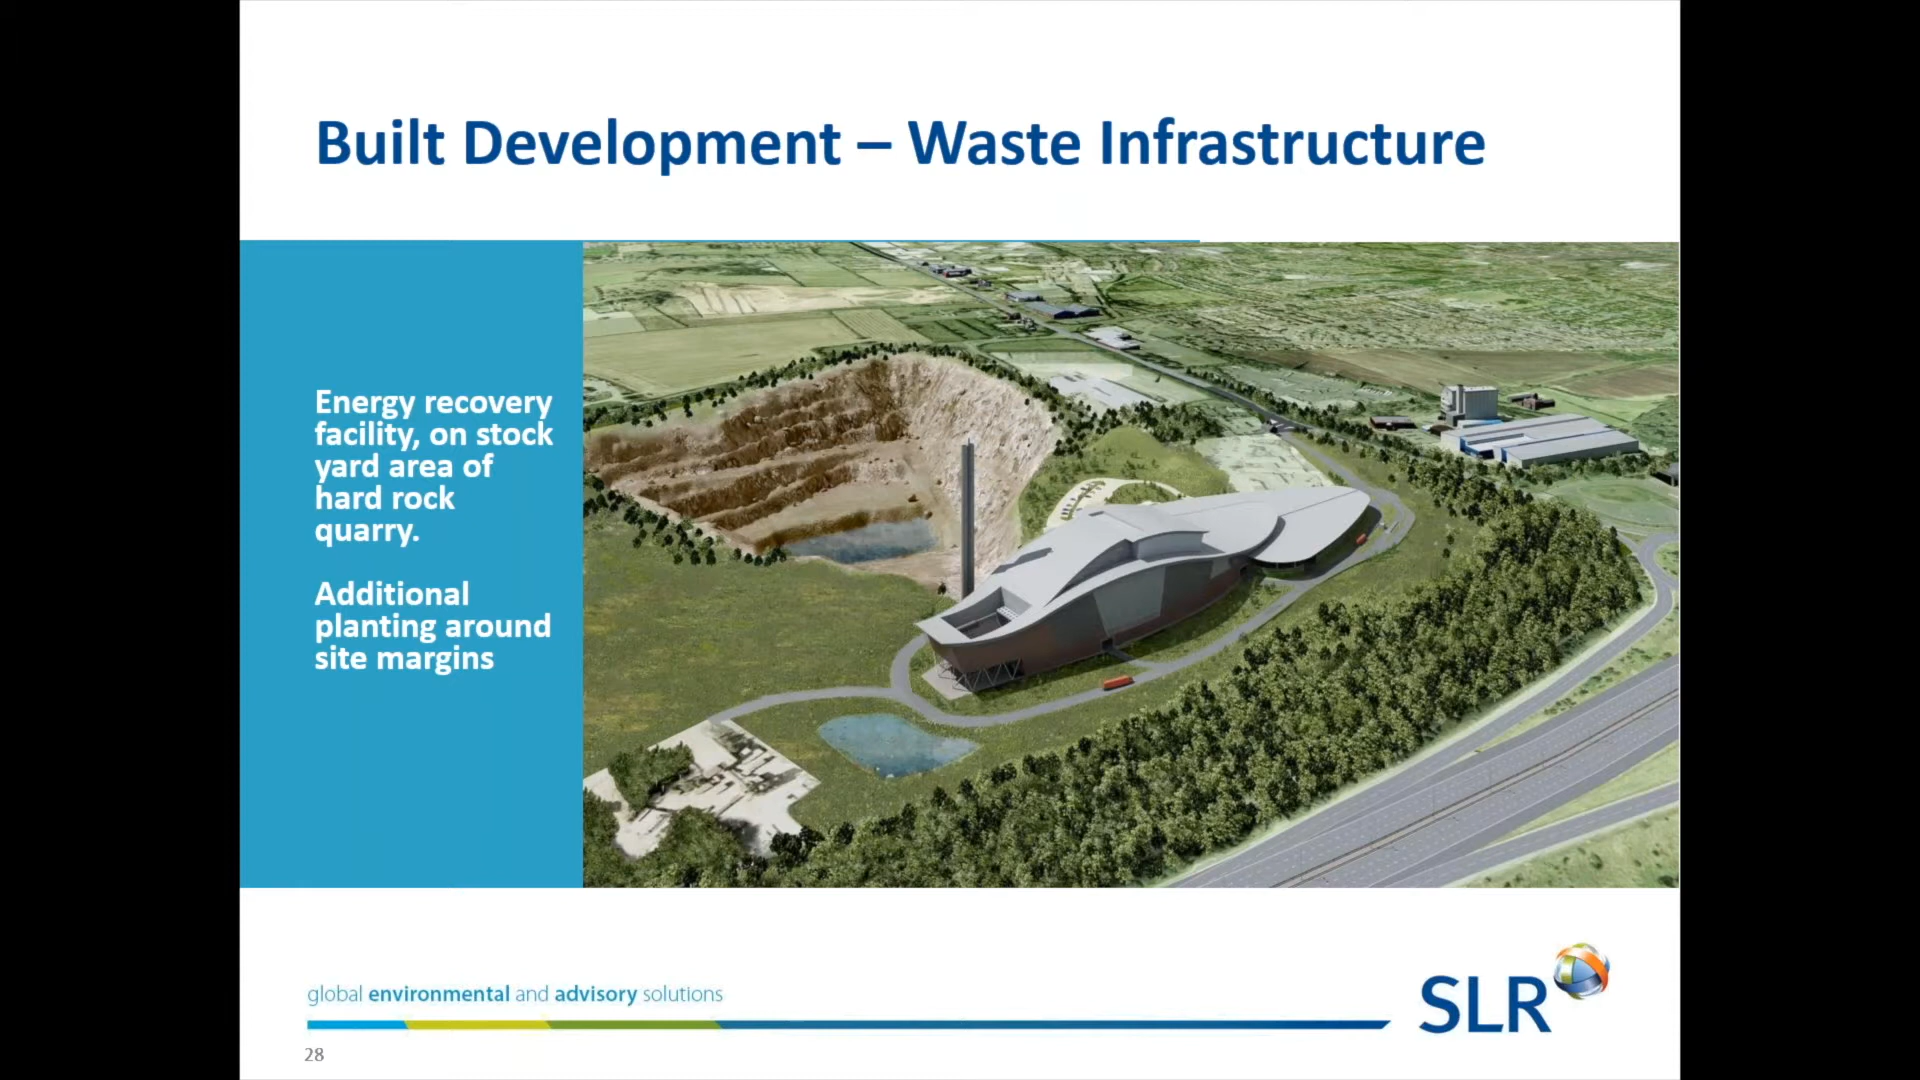 Built Development – Waste Infrastructure
Energy recovery
facility, on stock
yard area of
hard rock
quarry.
Additional
planting around
site margins
global environmental and advisory solutions
SLR
28